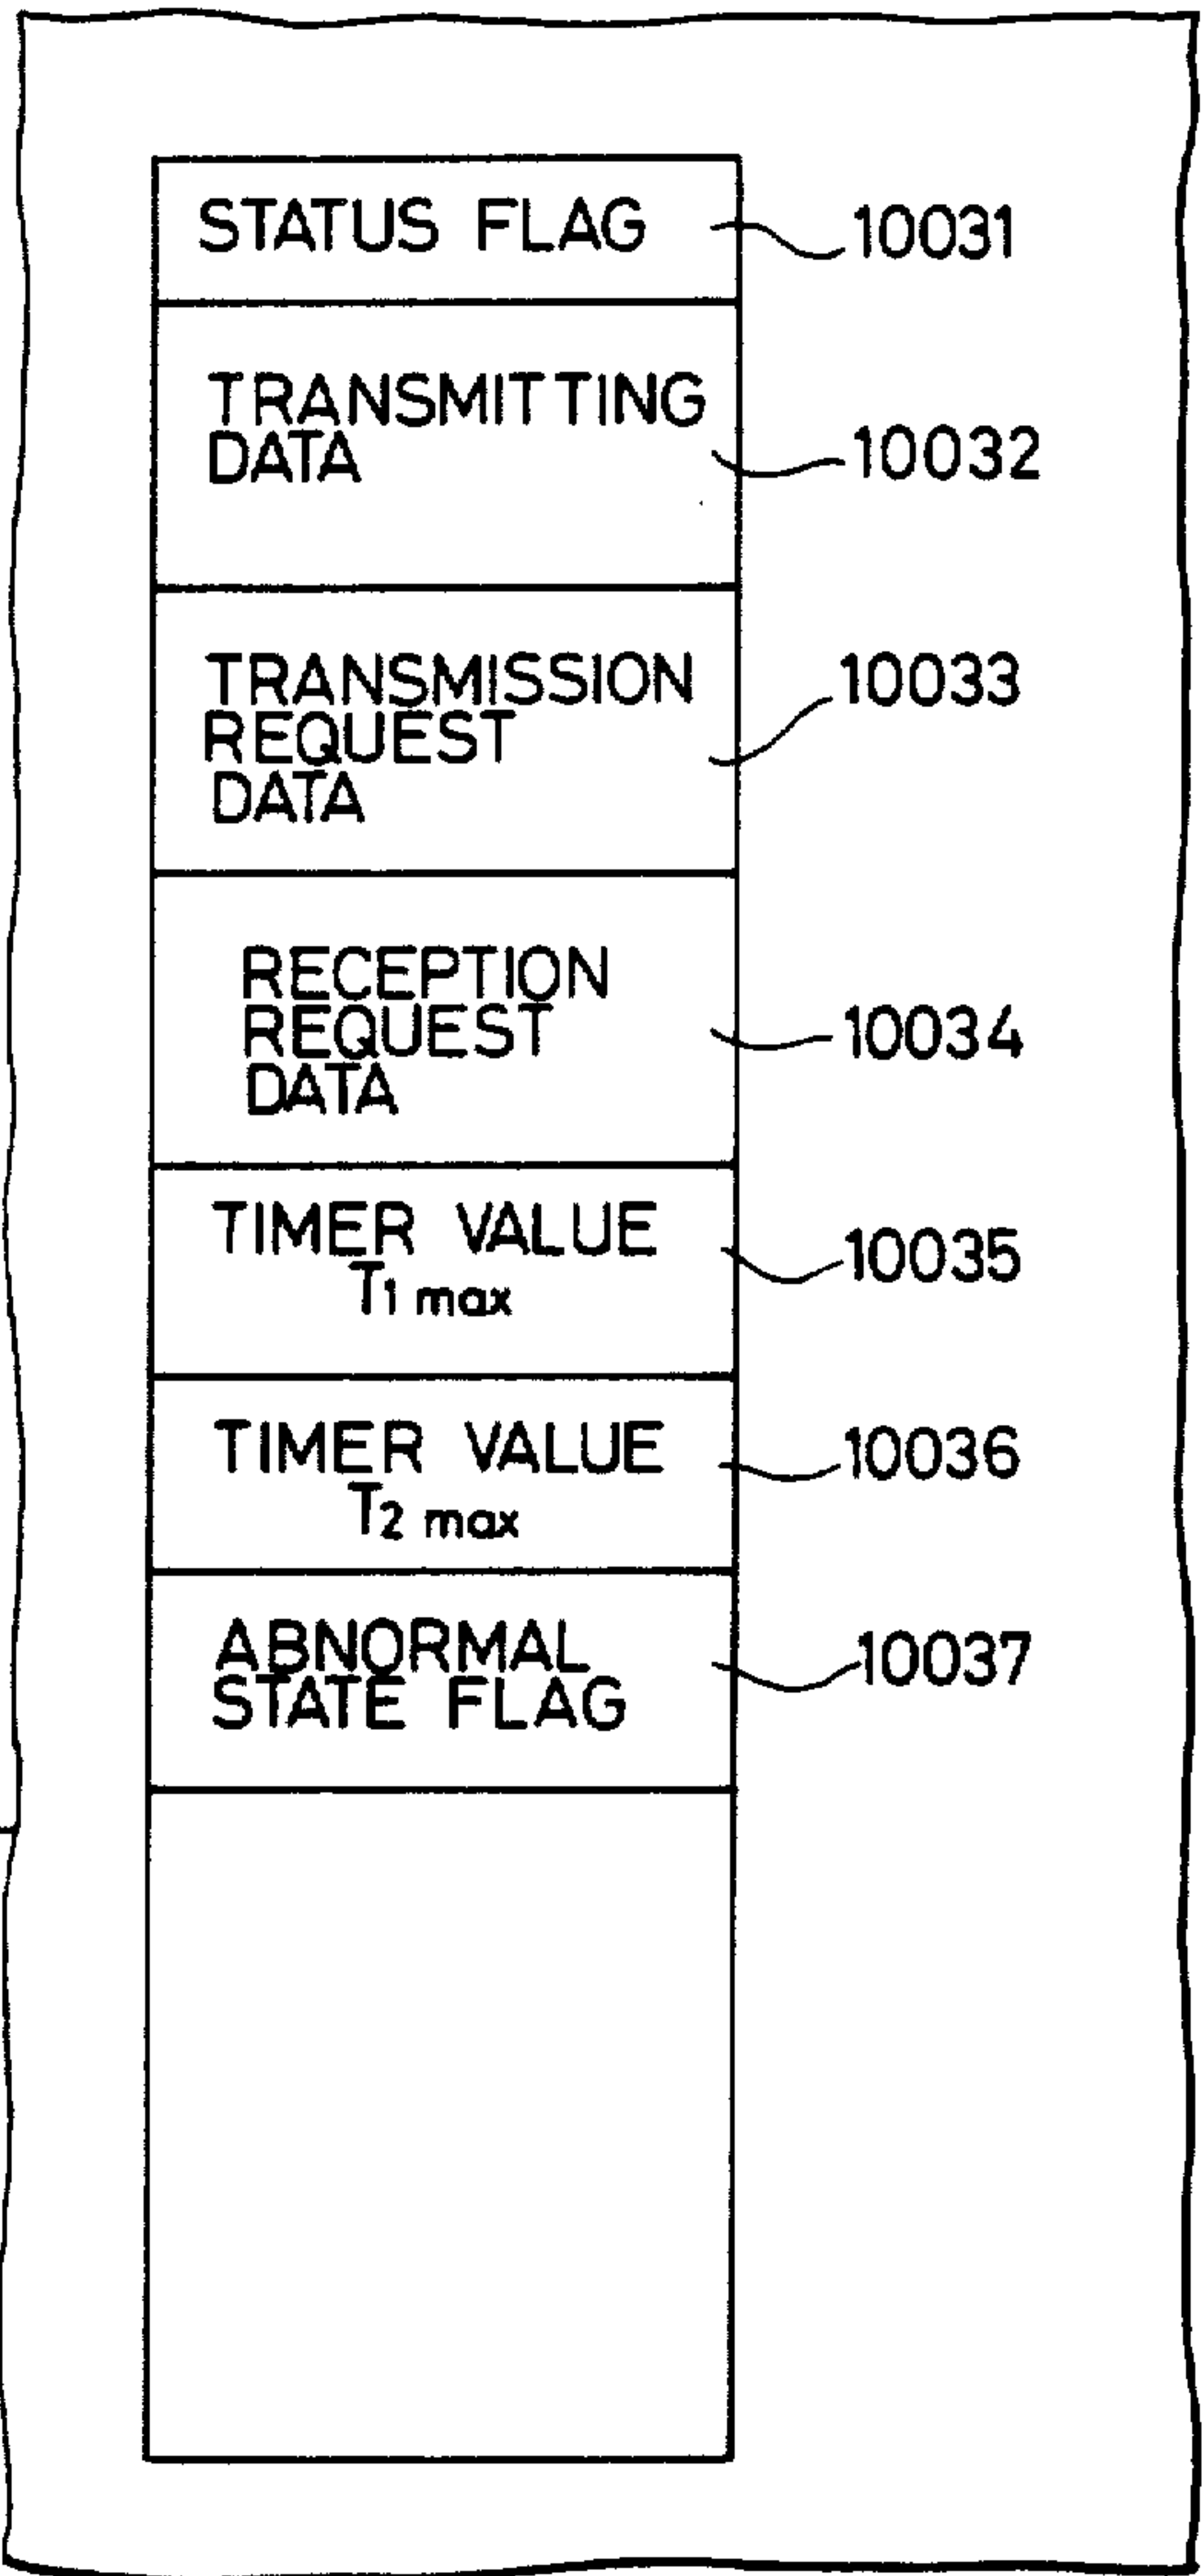 STATUS FLAG 10031
TRANSMITTING
DATA 10032
TRANSMISSION 10033
REQUEST
DATA
RECEPTION
REQUEST 10034
DATA
TIMER VALUE 10035
T1 max
TIMER VALUE 10036
T2 max
ABNORMAL 10037
STATE FLAG